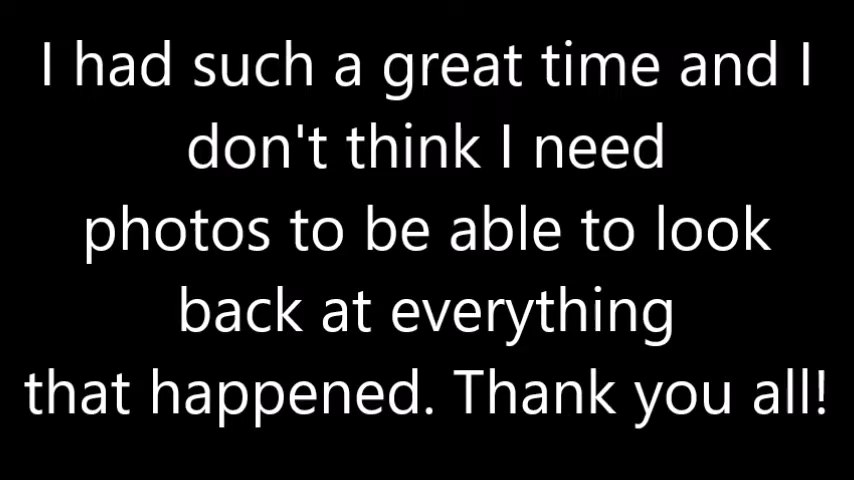 I had such a great time and I
don't think I need
photos to be able to look
back at everything
that happened. Thank you all!